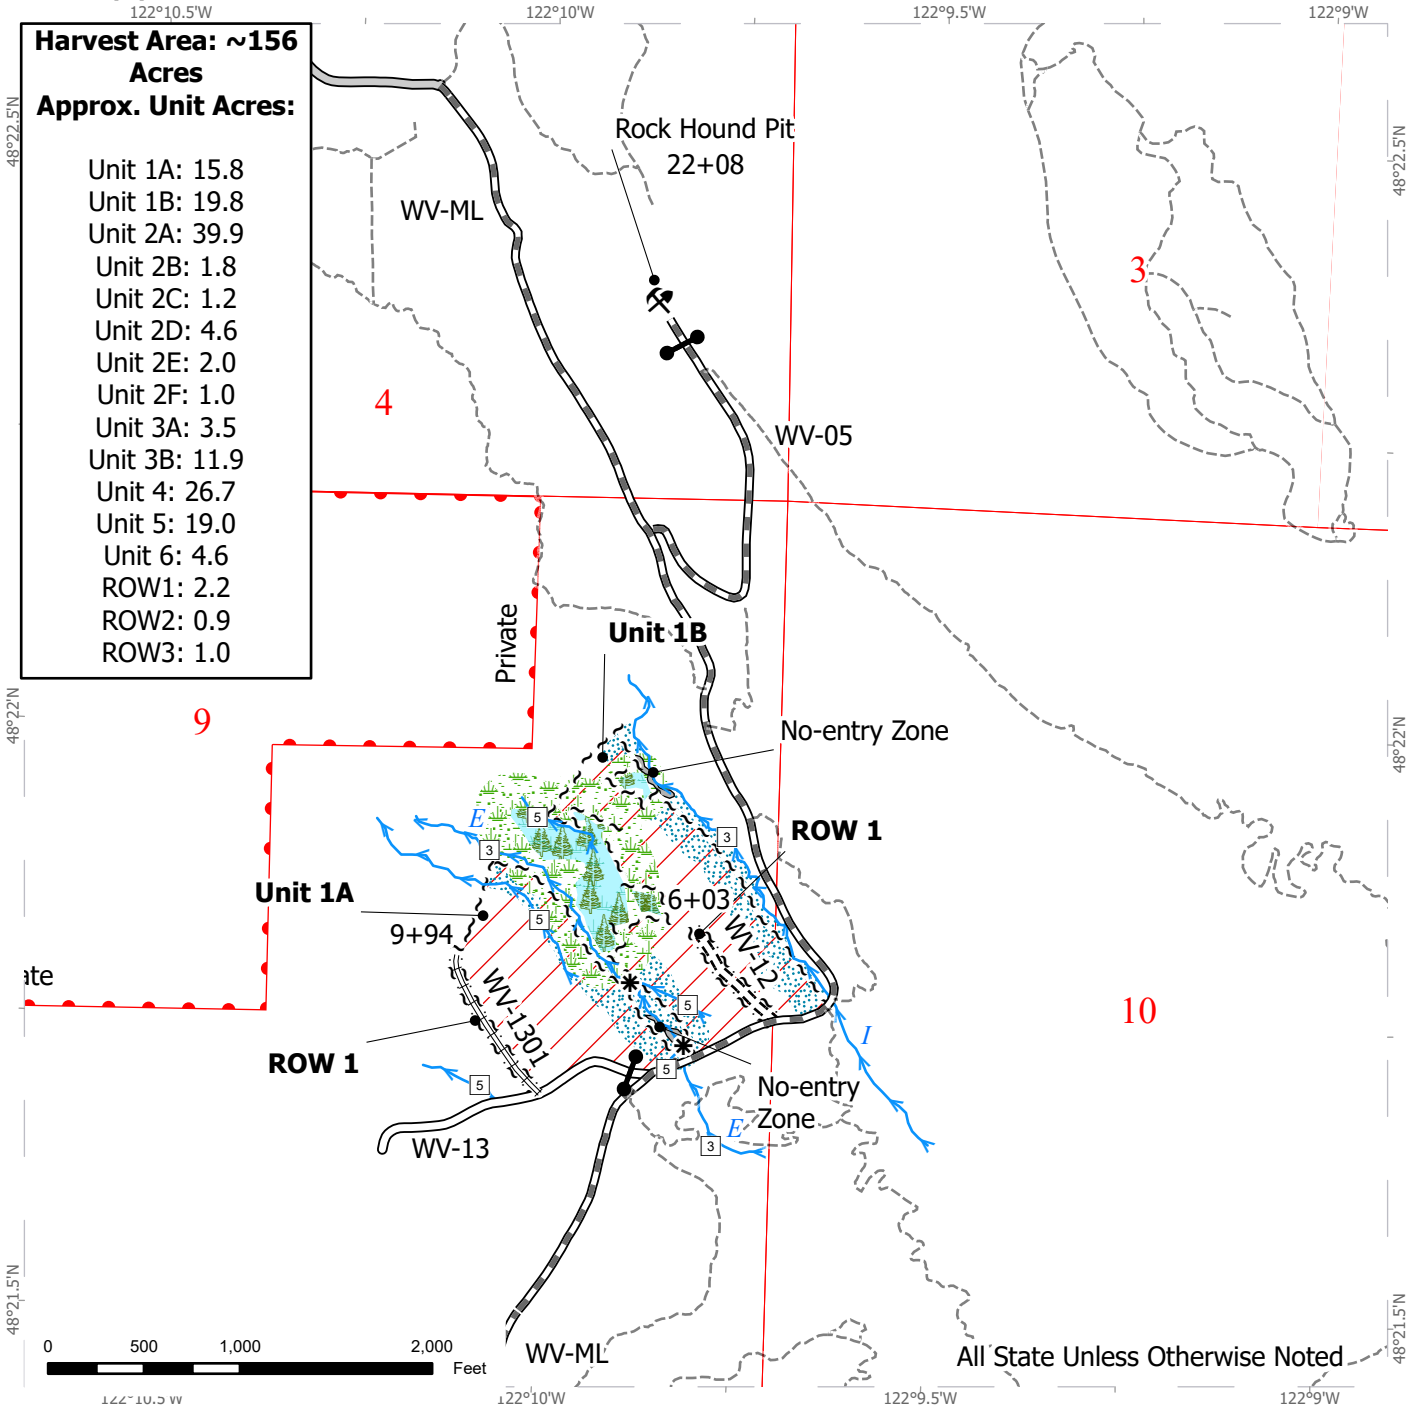 122°10.5'W
122°10'W
122°9.5'W
122°9'W
Harvest Area: ~156
Acres
Approx. Unit Acres:
Unit 1A: 15.8
Unit 1B: 19.8
Unit 2A: 39.9
Unit 2B: 1.8
Unit 2C: 1.2
Unit 2D: 4.6
Unit 2E: 2.0
Unit 2F: 1.0
Unit 3A: 3.5
Unit 3B: 11.9
Unit 4: 26.7
Unit 5: 19.0
Unit 6: 4.6
ROW1: 2.2
ROW2: 0.9
ROW3: 1.0
48°22.5'N
48°22.5'N
Rock Hound Pit
22+08
WV-ML
3
4
WV-05
Private
Unit 1B
48°22'N
48°22'N
9
No-entry Zone
E
5
3
ROW 1
3
Unit 1A
6+03
5
9+94
WV-12
ate
WV-1301
5
10
I
ROW 1
5
5
No-entry
Zone
E
3
WV-13
48°21.5'N
48°21.5'N
0
500
1,000
2,000
Feet
WV-ML
All State Unless Otherwise Noted
122°10.5'W
122°10'W
122°9.5'W
122°9'W